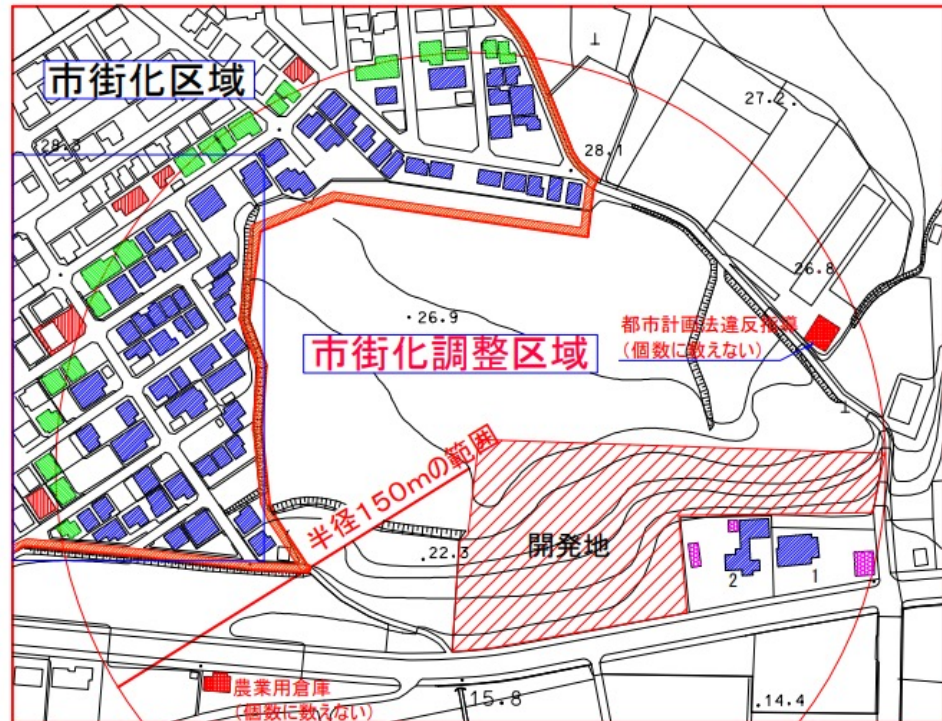 市街化区域
28.3
27.2
28.1
26.8
26.9
都市計画法違反指導
(個数に数えない)
市街化調整区域
半径150mの範囲
開発地
22.3
2
1
農業用倉庫
(個数に数えない)
15.8
14.4